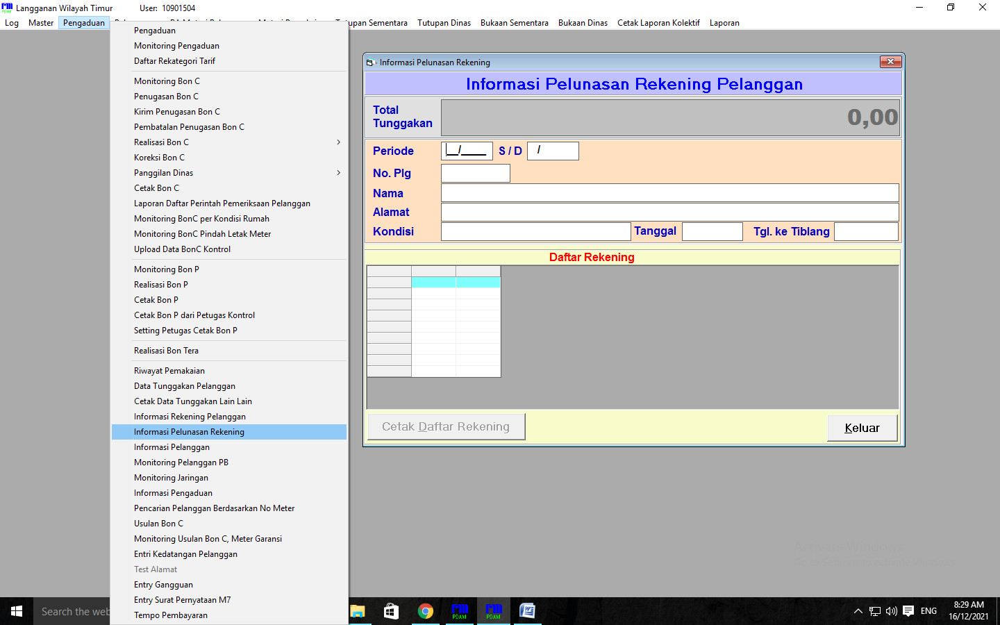 Langganan Wilayah Timur User: 10901504
Log Master Pengaduan Tutupan Sementara Tutupan Dinas Bukaan Sementara Bukaan Dinas Cetak Laporan Kolektif Laporan
Pengaduan
Monitoring Pengaduan
Daftar Rekategori Tarif
Monitoring Bon C
Penugasan Bon C
Kirim Penugasan Bon C
Pembatalan Penugasan Bon C
Realisasi Bon C
Koreksi Bon C
Panggilan Dinas
Cetak Bon C
Laporan Daftar Perintah Pemeriksaan Pelanggan
Monitoring BonC per Kondisi Rumah
Monitoring BonC Pindah Letak Meter
Upload Data BonC Kontrol
Monitoring Bon P
Realisasi Bon P
Cetak Bon P
Cetak Bon P dari Petugas Kontrol
Setting Petugas Cetak Bon P
Realisasi Bon Tera
Riwayat Pemakaian
Data Tunggakan Pelanggan
Cetak Data Tunggakan Lain Lain
Informasi Rekening Pelanggan
Informasi Pelunasan Rekening
Informasi Pelanggan
Monitoring Pelanggan PB
Monitoring Jaringan
Informasi Pengaduan
Pencarian Pelanggan Berdasarkan No Meter
Usulan Bon C
Monitoring Usulan Bon C, Meter Garansi
Entri Kedatangan Pelanggan
Test Alamat
Entry Gangguan
Entry Surat Pernyataan M7
Tempo Pembayaran
Informasi Pelunasan Rekening
Informasi Pelunasan Rekening Pelanggan
Total
Tunggakan
0,00
Periode __/____ S / D /
No. Plg
Nama
Alamat
Kondisi Tanggal Tgl. ke Tiblang
Daftar Rekening
Cetak Daftar Rekening
Keluar
Search the web
PDAM
PDAM
ENG
8:29 AM
16/12/2021